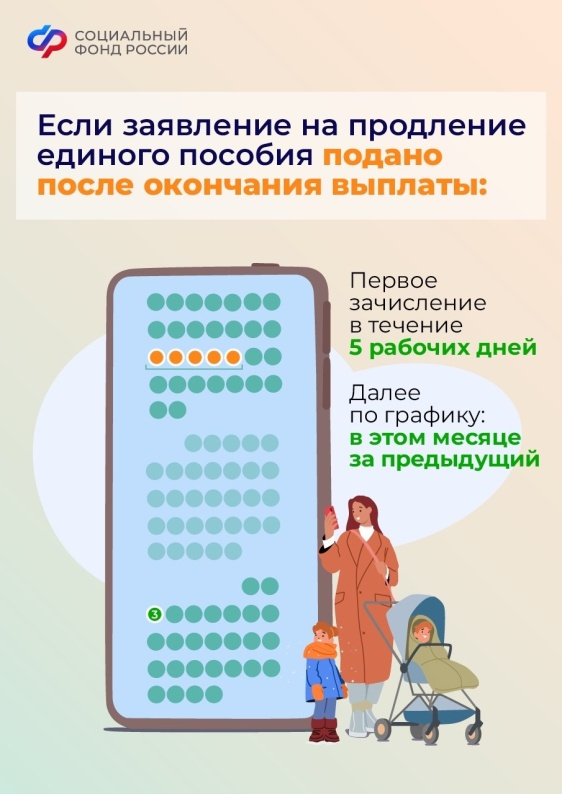 СОЦИАЛЬНЫЙ
ФОНД РОССИИ
Если заявление на продление
единого пособия подано
после окончания выплаты:
Первое
зачисление
в течение
5 рабочих дней
Далее
по графику:
в этом месяце
за предыдущий
3